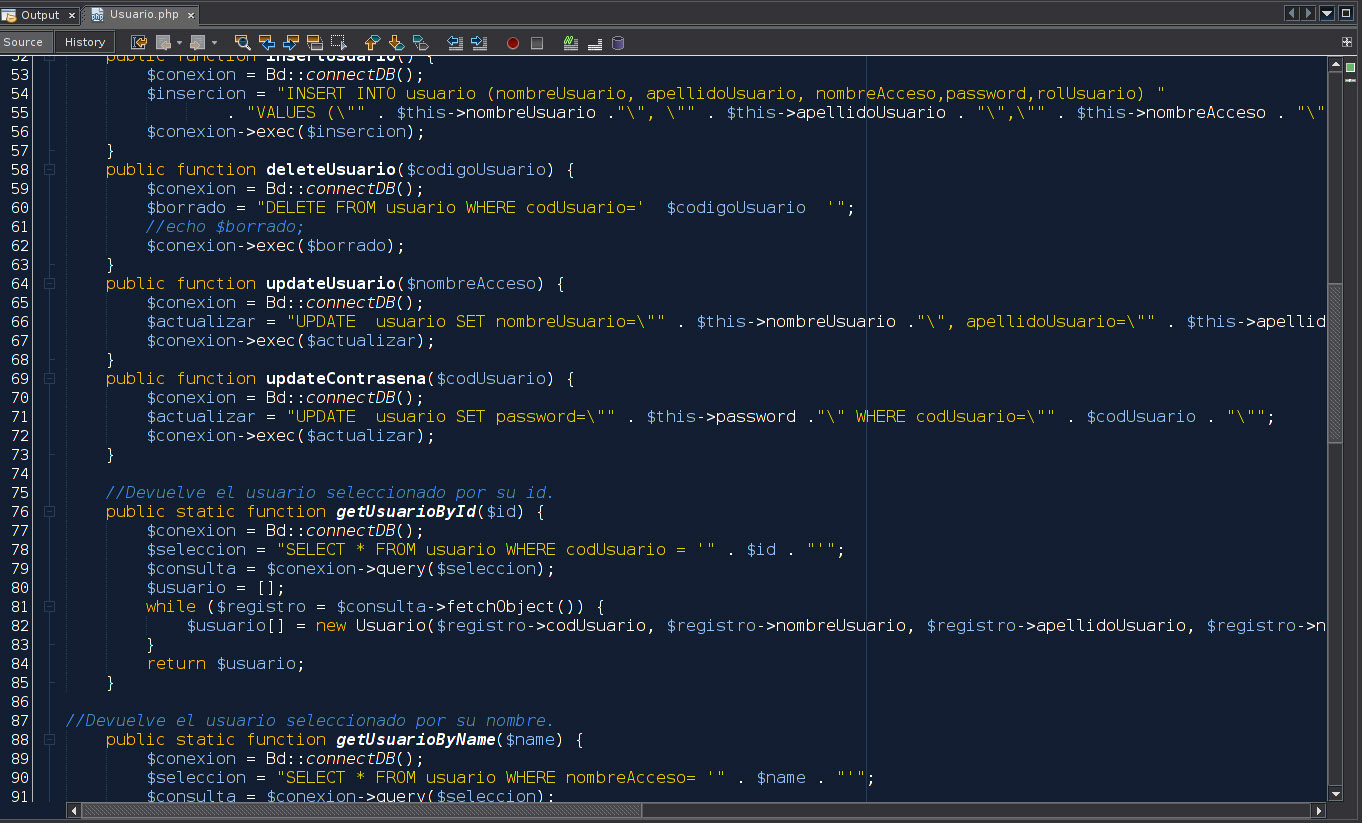 Output × Usuario.php ×
Source History
52 public function insertUsuario() {
53 $conexion = Bd::connectDB();
54 $insercion = "INSERT INTO usuario (nombreUsuario, apellidoUsuario, nombreAcceso,password,rolUsuario) "
55 . "VALUES (\"" . $this->nombreUsuario ."\", \"" . $this->apellidoUsuario . "\",\"" . $this->nombreAcceso . "\"
56 $conexion->exec($insercion);
57 }
58 public function deleteUsuario($codigoUsuario) {
59 $conexion = Bd::connectDB();
60 $borrado = "DELETE FROM usuario WHERE codUsuario=' $codigoUsuario '";
61 //echo $borrado;
62 $conexion->exec($borrado);
63 }
64 public function updateUsuario($nombreAcceso) {
65 $conexion = Bd::connectDB();
66 $actualizar = "UPDATE  usuario SET nombreUsuario=\"" . $this->nombreUsuario ."\", apellidoUsuario=\"" . $this->apellid
67 $conexion->exec($actualizar);
68 }
69 public function updateContrasena($codUsuario) {
70 $conexion = Bd::connectDB();
71 $actualizar = "UPDATE  usuario SET password=\"" . $this->password ."\" WHERE codUsuario=\"" . $codUsuario . "\"";
72 $conexion->exec($actualizar);
73 }
74
75 //Devuelve el usuario seleccionado por su id.
76 public static function getUsuarioById($id) {
77 $conexion = Bd::connectDB();
78 $seleccion = "SELECT * FROM usuario WHERE codUsuario = '" . $id . "'";
79 $consulta = $conexion->query($seleccion);
80 $usuario = [];
81 while ($registro = $consulta->fetchObject()) {
82 $usuario[] = new Usuario($registro->codUsuario, $registro->nombreUsuario, $registro->apellidoUsuario, $registro->n
83 }
84 return $usuario;
85 }
86
87 //Devuelve el usuario seleccionado por su nombre.
88 public static function getUsuarioByName($name) {
89 $conexion = Bd::connectDB();
90 $seleccion = "SELECT * FROM usuario WHERE nombreAcceso= '" . $name . "'";
91 $consulta = $conexion->query($seleccion);